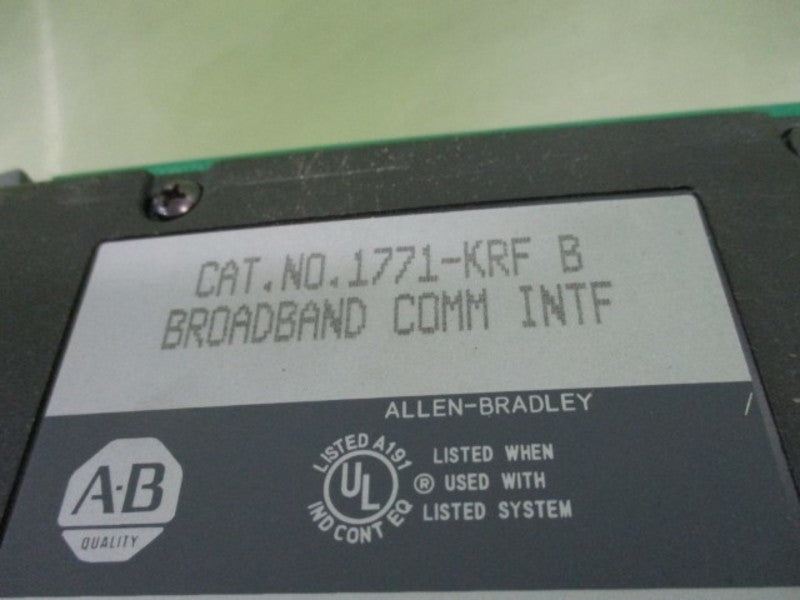 CAT.NO.1771-KRF B
BROADBAND COMM INTF
ALLEN-BRADLEY
A·B
QUALITY
LISTED A191
UL
IND CONT EQ
®
LISTED WHEN
USED WITH
LISTED SYSTEM